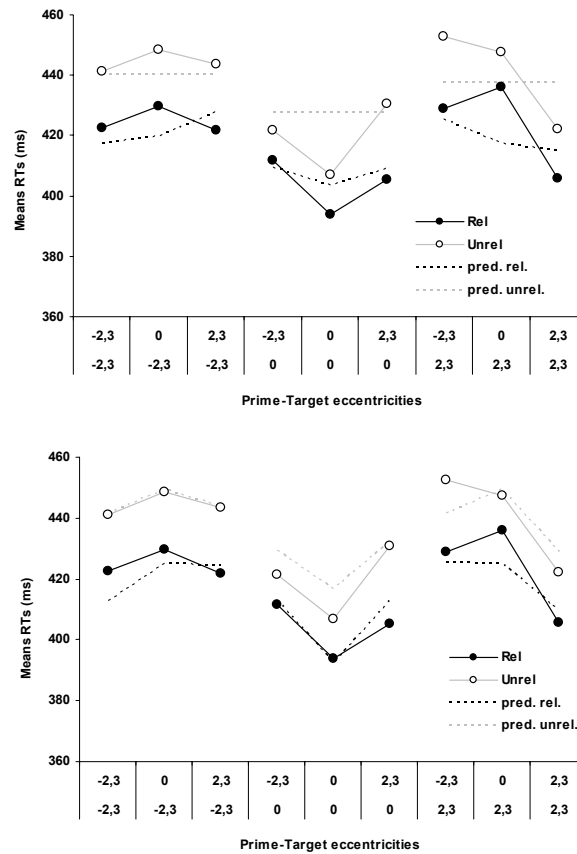 460
440
420
400
380
360
Means RTs (ms)
Rel
Unrel
pred. rel.
pred. unrel.
-2,3 0 2,3 -2,3 0 2,3 -2,3 0 2,3
-2,3 -2,3 -2,3 0 0 0 2,3 2,3 2,3
Prime-Target eccentricities
460
440
420
400
380
360
Means RTs (ms)
Rel
Unrel
pred. rel.
pred. unrel.
-2,3 0 2,3 -2,3 0 2,3 -2,3 0 2,3
-2,3 -2,3 -2,3 0 0 0 2,3 2,3 2,3
Prime-Target eccentricities